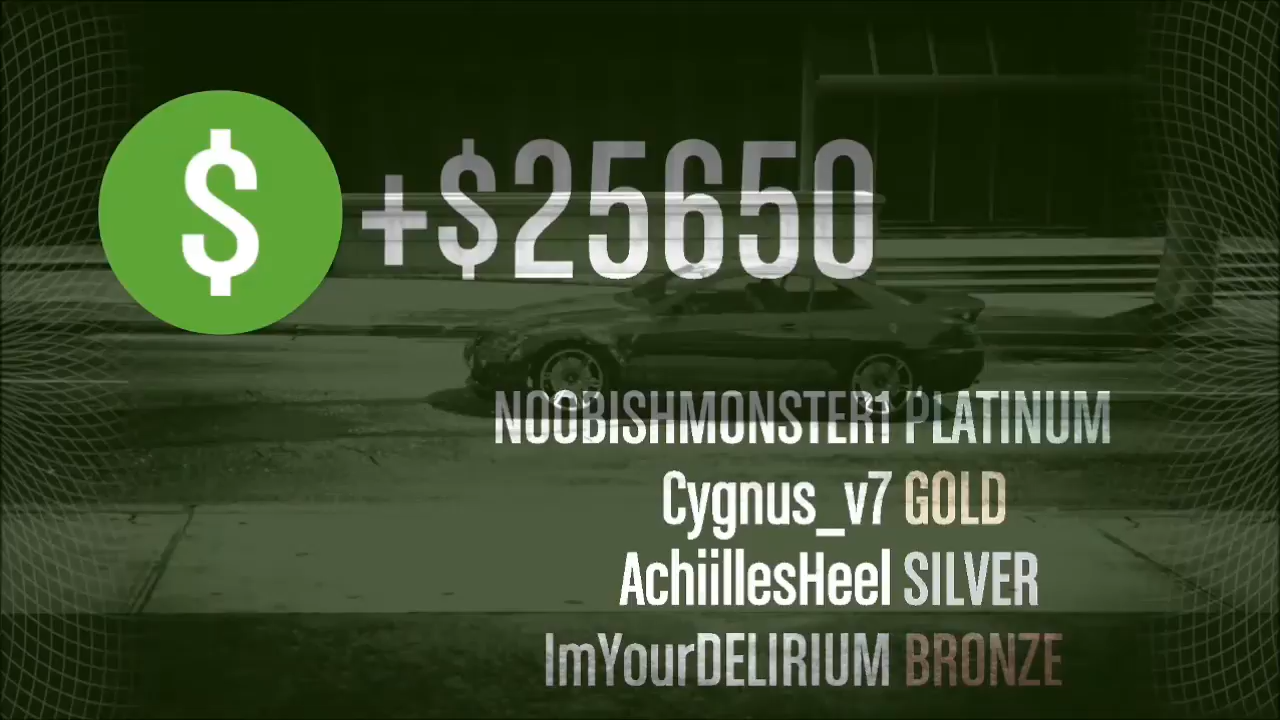 $ +$25650
NOOBISHMONSTER1 PLATINUM
Cygnus_v7 GOLD
AchiillesHeel SILVER
ImYourDELIRIUM BRONZE